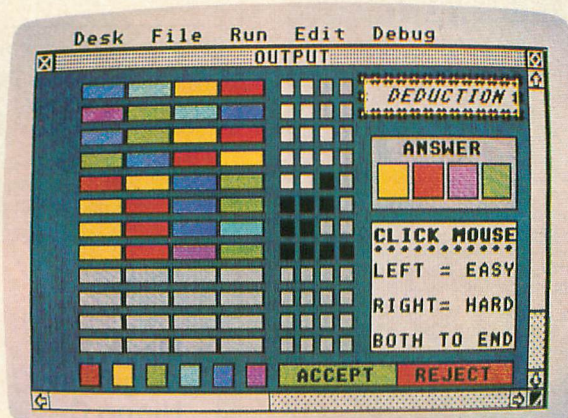 Desk File Run Edit Debug
OUTPUT
DEDUCTION
ANSWER
CLICK MOUSE
LEFT = EASY
RIGHT= HARD
BOTH TO END
ACCEPT REJECT